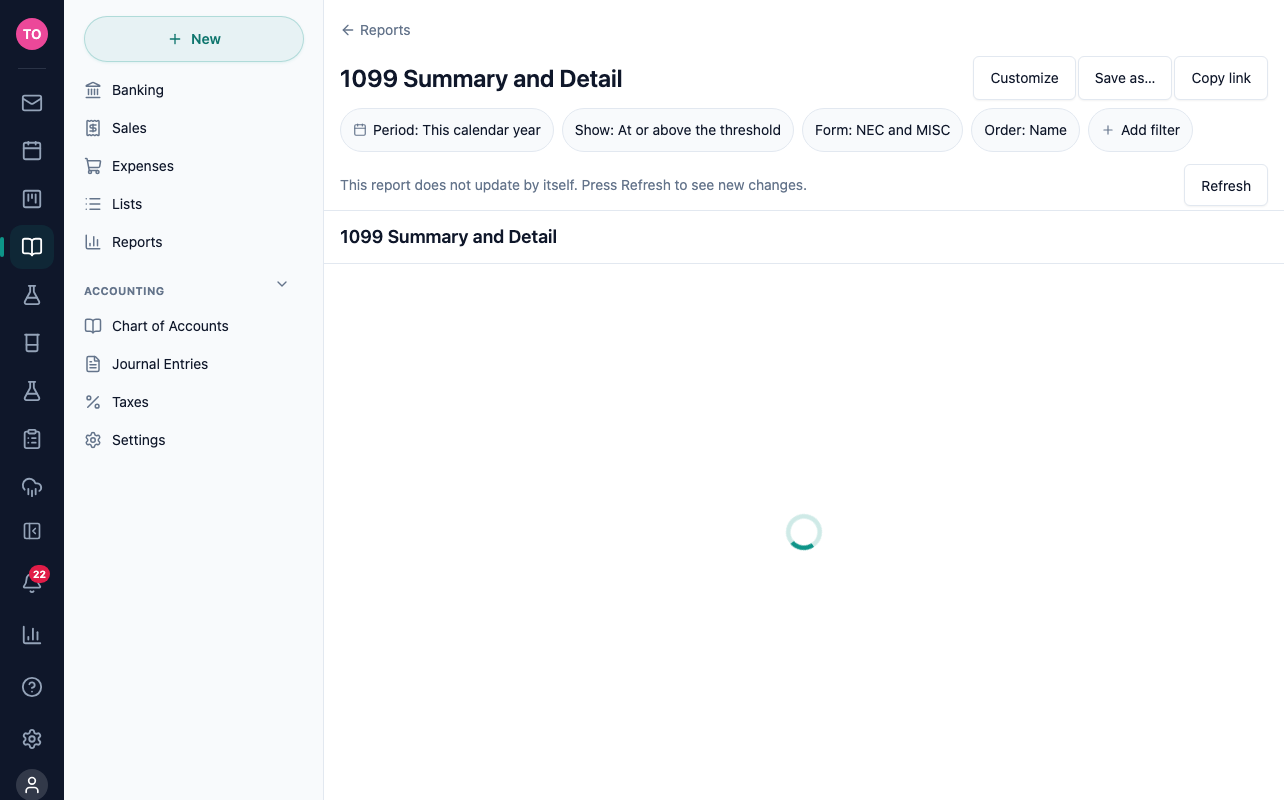 TO
22
New
Banking
Sales
Expenses
Lists
Reports
ACCOUNTING
Chart of Accounts
Journal Entries
Taxes
Settings
Reports
1099 Summary and Detail
Customize
Save as...
Copy link
Period: This calendar year
Show: At or above the threshold
Form: NEC and MISC
Order: Name
Add filter
This report does not update by itself. Press Refresh to see new changes.
Refresh
1099 Summary and Detail